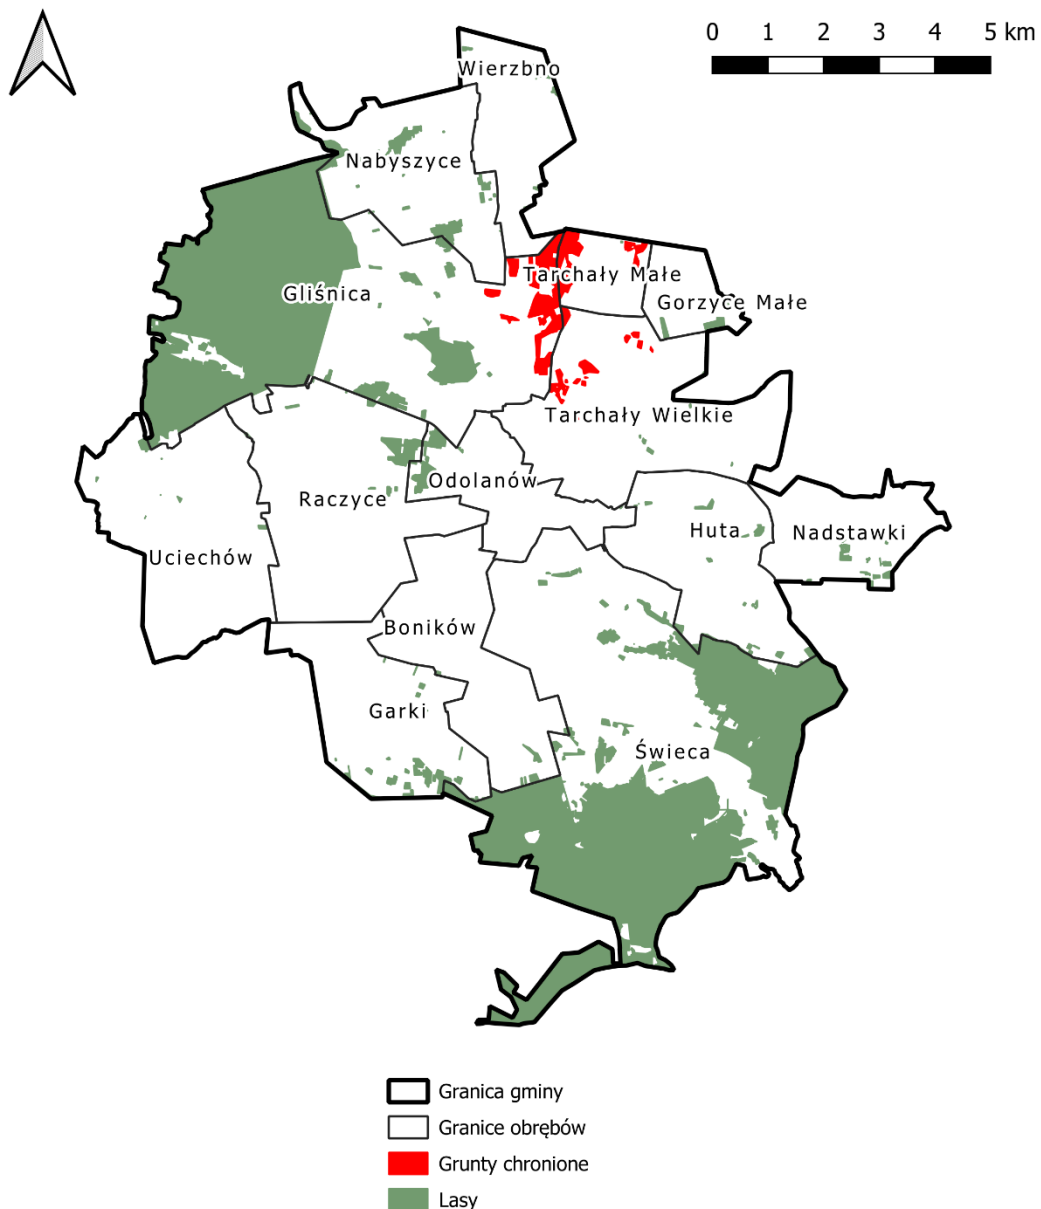 0 1 2 3 4 5 km
Wierzbno
Nabyszyce
Tarchały Małe
Gliśnica
Gorzyce Małe
Tarchały Wielkie
Odolanów
Raczyce
Huta
Nadstawki
Uciechów
Boników
Garki
Świeca
Granica gminy
Granice obrębów
Grunty chronione
Lasy